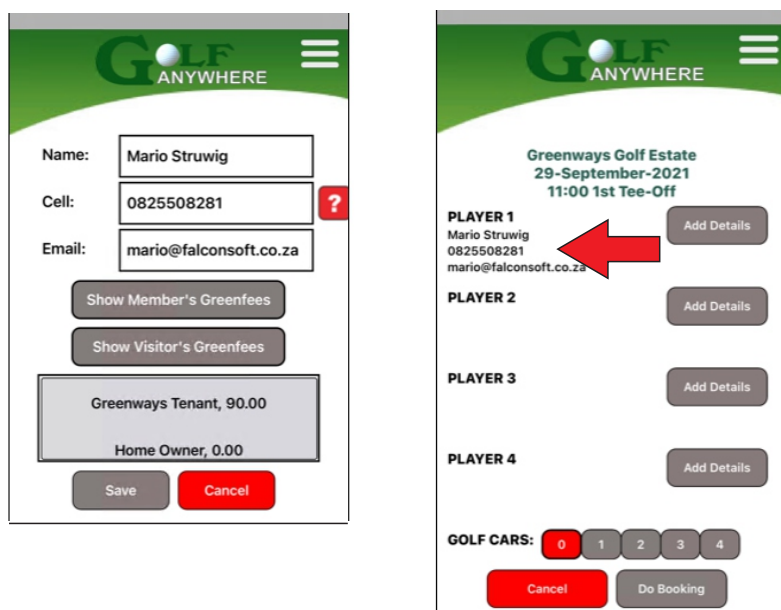 GOLF
ANYWHERE
Name: Mario Struwig
Cell: 0825508281 ?
Email: mario@falconsoft.co.za
Show Member's Greenfees
Show Visitor's Greenfees
Greenways Tenant, 90.00
Home Owner, 0.00
Save Cancel
GOLF
ANYWHERE
Greenways Golf Estate
29-September-2021
11:00 1st Tee-Off
PLAYER 1 Add Details
Mario Struwig
0825508281
mario@falconsoft.co.za
PLAYER 2 Add Details
PLAYER 3 Add Details
PLAYER 4 Add Details
GOLF CARS: 0 1 2 3 4
Cancel Do Booking